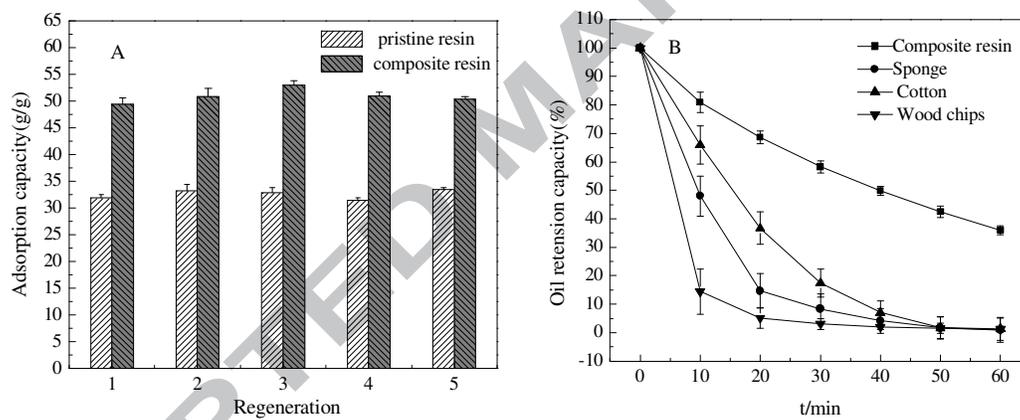 A
pristine resin
composite resin
Adsorption capacity(g/g)
65
60
55
50
45
40
35
30
25
20
15
10
5
0
1 2 3 4 5
Regeneration
B
Composite resin
Sponge
Cotton
Wood chips
Oil retension capacity(%)
110
100
90
80
70
60
50
40
30
20
10
0
-10
0 10 20 30 40 50 60
t/min